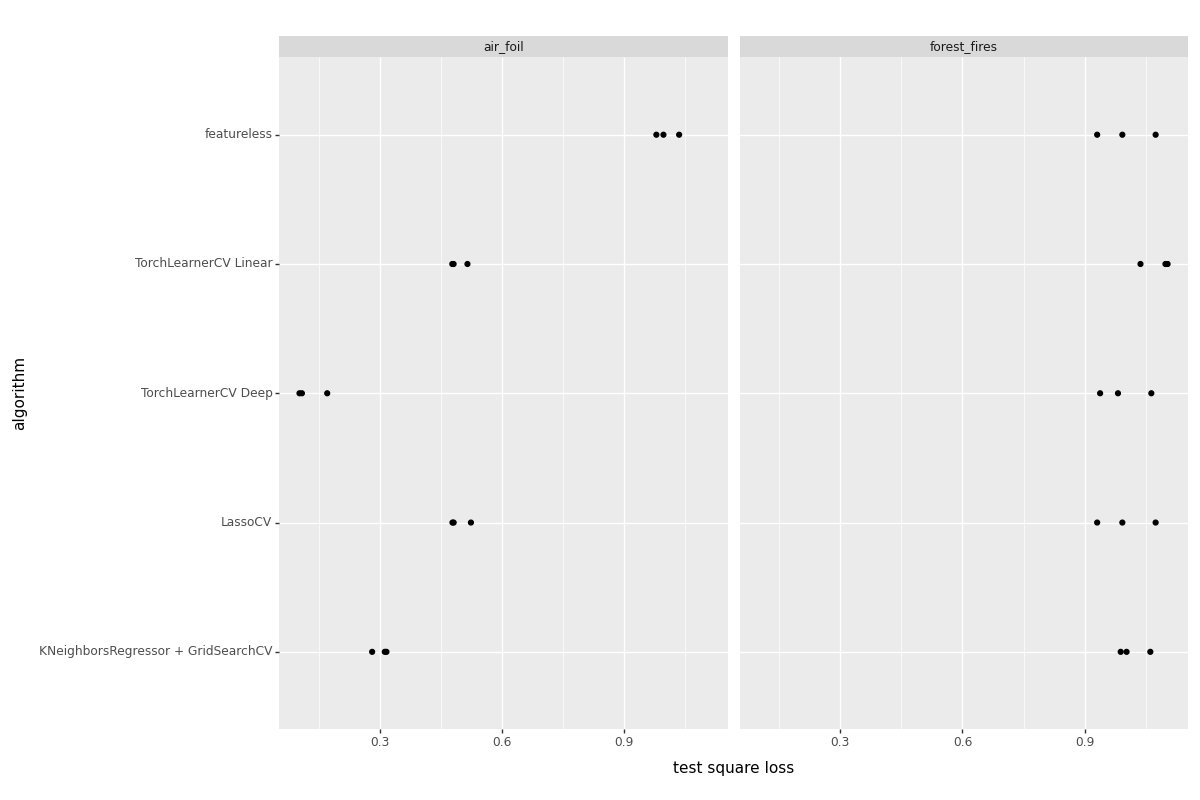 air_foil
forest_fires
featureless
TorchLearnerCV Linear
TorchLearnerCV Deep
LassoCV
KNeighborsRegressor + GridSearchCV
algorithm
0.3 0.6 0.9
0.3 0.6 0.9
test square loss